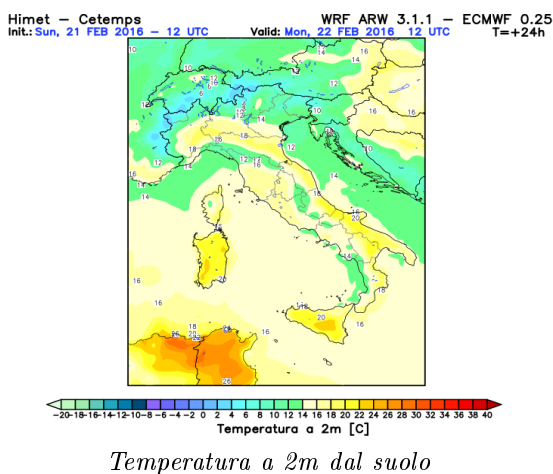 Himet – Cetemps WRF ARW 3.1.1 – ECMWF 0.25
Init.: Sun, 21 FEB 2016 – 12 UTC Valid: Mon, 22 FEB 2016 12 UTC T=+24h
-20-18-16-14-12-10-8 -6 -4 -2 0 2 4 6 8 10 12 14 16 18 20 22 24 26 28 30 32 34 36 38 40
Temperatura a 2m [C]
Temperatura a 2m dal suolo